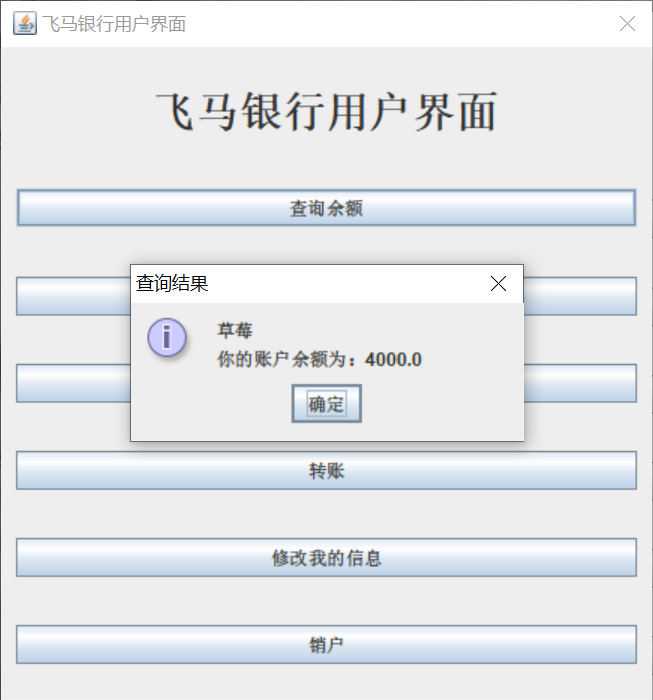 飞马银行用户界面
飞马银行用户界面
查询余额
查询结果
草莓
你的账户余额为：4000.0
确定
转账
修改我的信息
销户